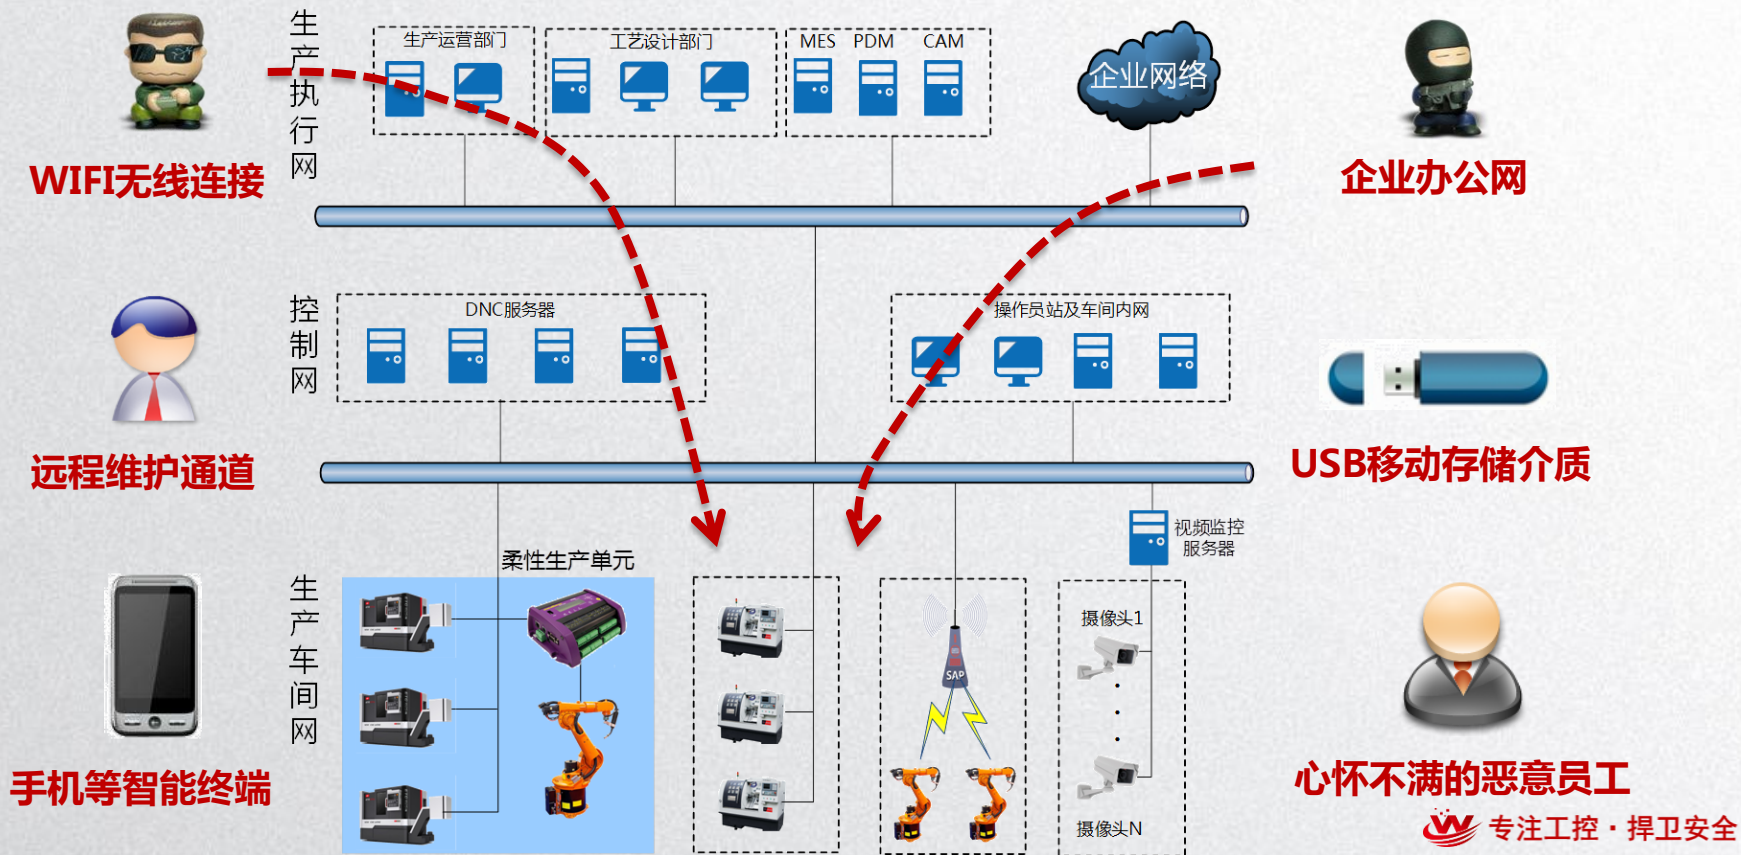 生产执行网
生产运营部门
工艺设计部门
MES PDM CAM
企业网络
WIFI无线连接
企业办公网
控制网
DNC服务器
操作员站及车间内网
远程维护通道
USB移动存储介质
视频监控
服务器
柔性生产单元
生产车间网
摄像头1
SAP
手机等智能终端
心怀不满的恶意员工
摄像头N
专注工控·捍卫安全